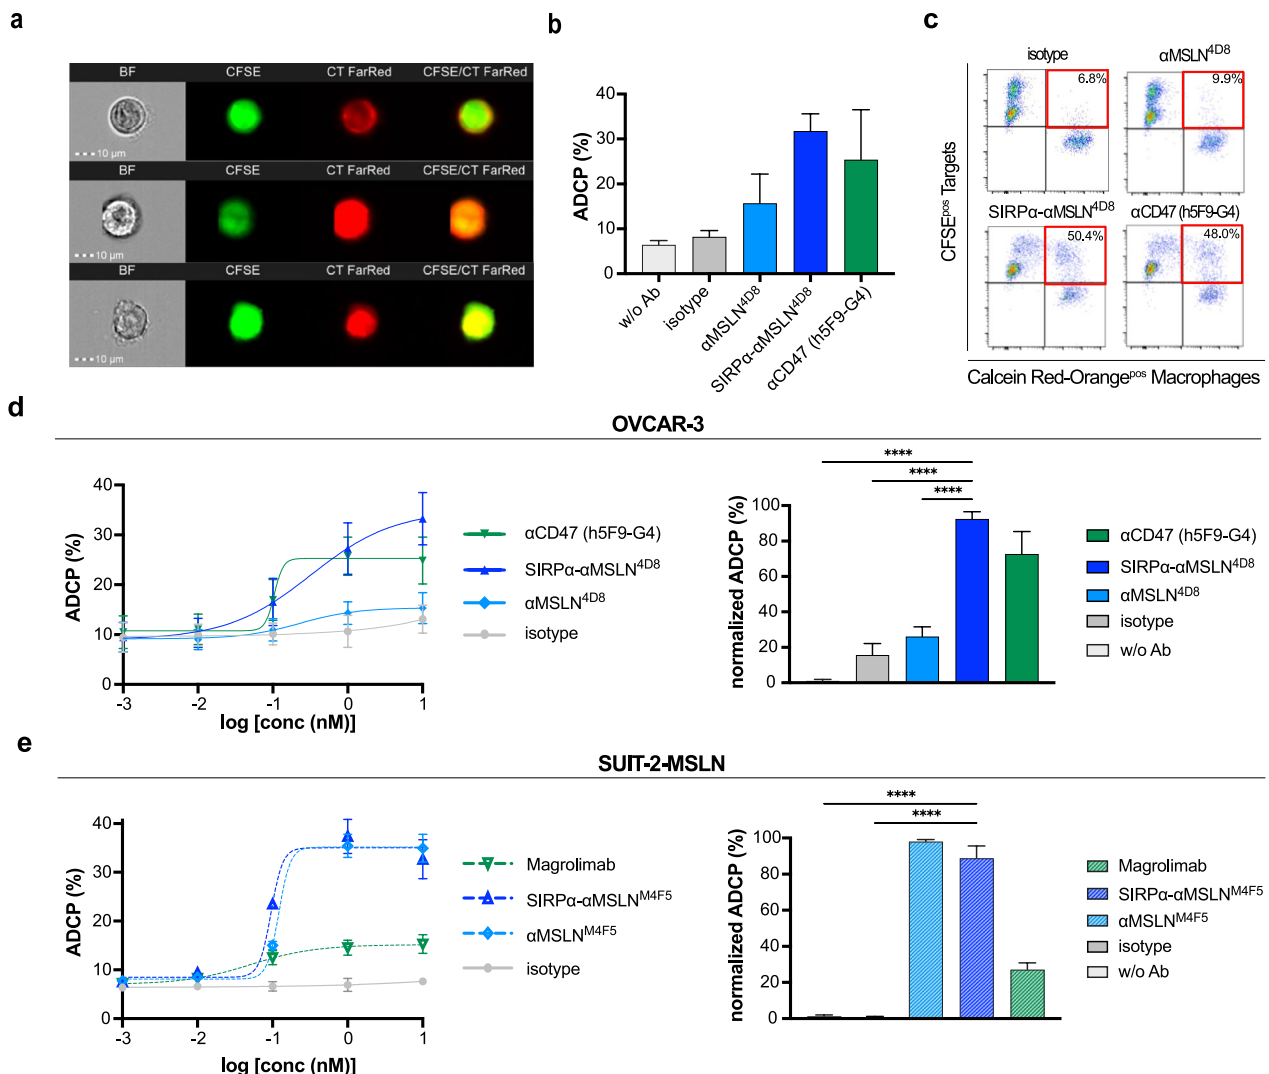 a
BF CFSE CT FarRed CFSE/CT FarRed
10 µm
BF CFSE CT FarRed CFSE/CT FarRed
10 µm
BF CFSE CT FarRed CFSE/CT FarRed
10 µm
b
ADCP (%)
40
30
20
10
0
w/o Ab
isotype
αMSLN4D8
SIRPα-αMSLN4D8
αCD47 (h5F9-G4)
c
isotype
αMSLN4D8
6.8%
9.9%
SIRPα-αMSLN4D8
αCD47 (h5F9-G4)
50.4%
48.0%
CFSEpos Targets
Calcein Red-Orangepos Macrophages
d
OVCAR-3
ADCP (%)
40
30
20
10
0
-3 -2 -1 0 1
log [conc (nM)]
αCD47 (h5F9-G4)
SIRPα-αMSLN4D8
αMSLN4D8
isotype
normalized ADCP (%)
100
80
60
40
20
0
****
****
****
αCD47 (h5F9-G4)
SIRPα-αMSLN4D8
αMSLN4D8
isotype
w/o Ab
e
SUIT-2-MSLN
ADCP (%)
40
30
20
10
0
-3 -2 -1 0 1
log [conc (nM)]
Magrolimab
SIRPα-αMSLNM4F5
αMSLNM4F5
isotype
normalized ADCP (%)
100
80
60
40
20
0
****
****
Magrolimab
SIRPα-αMSLNM4F5
αMSLNM4F5
isotype
w/o Ab